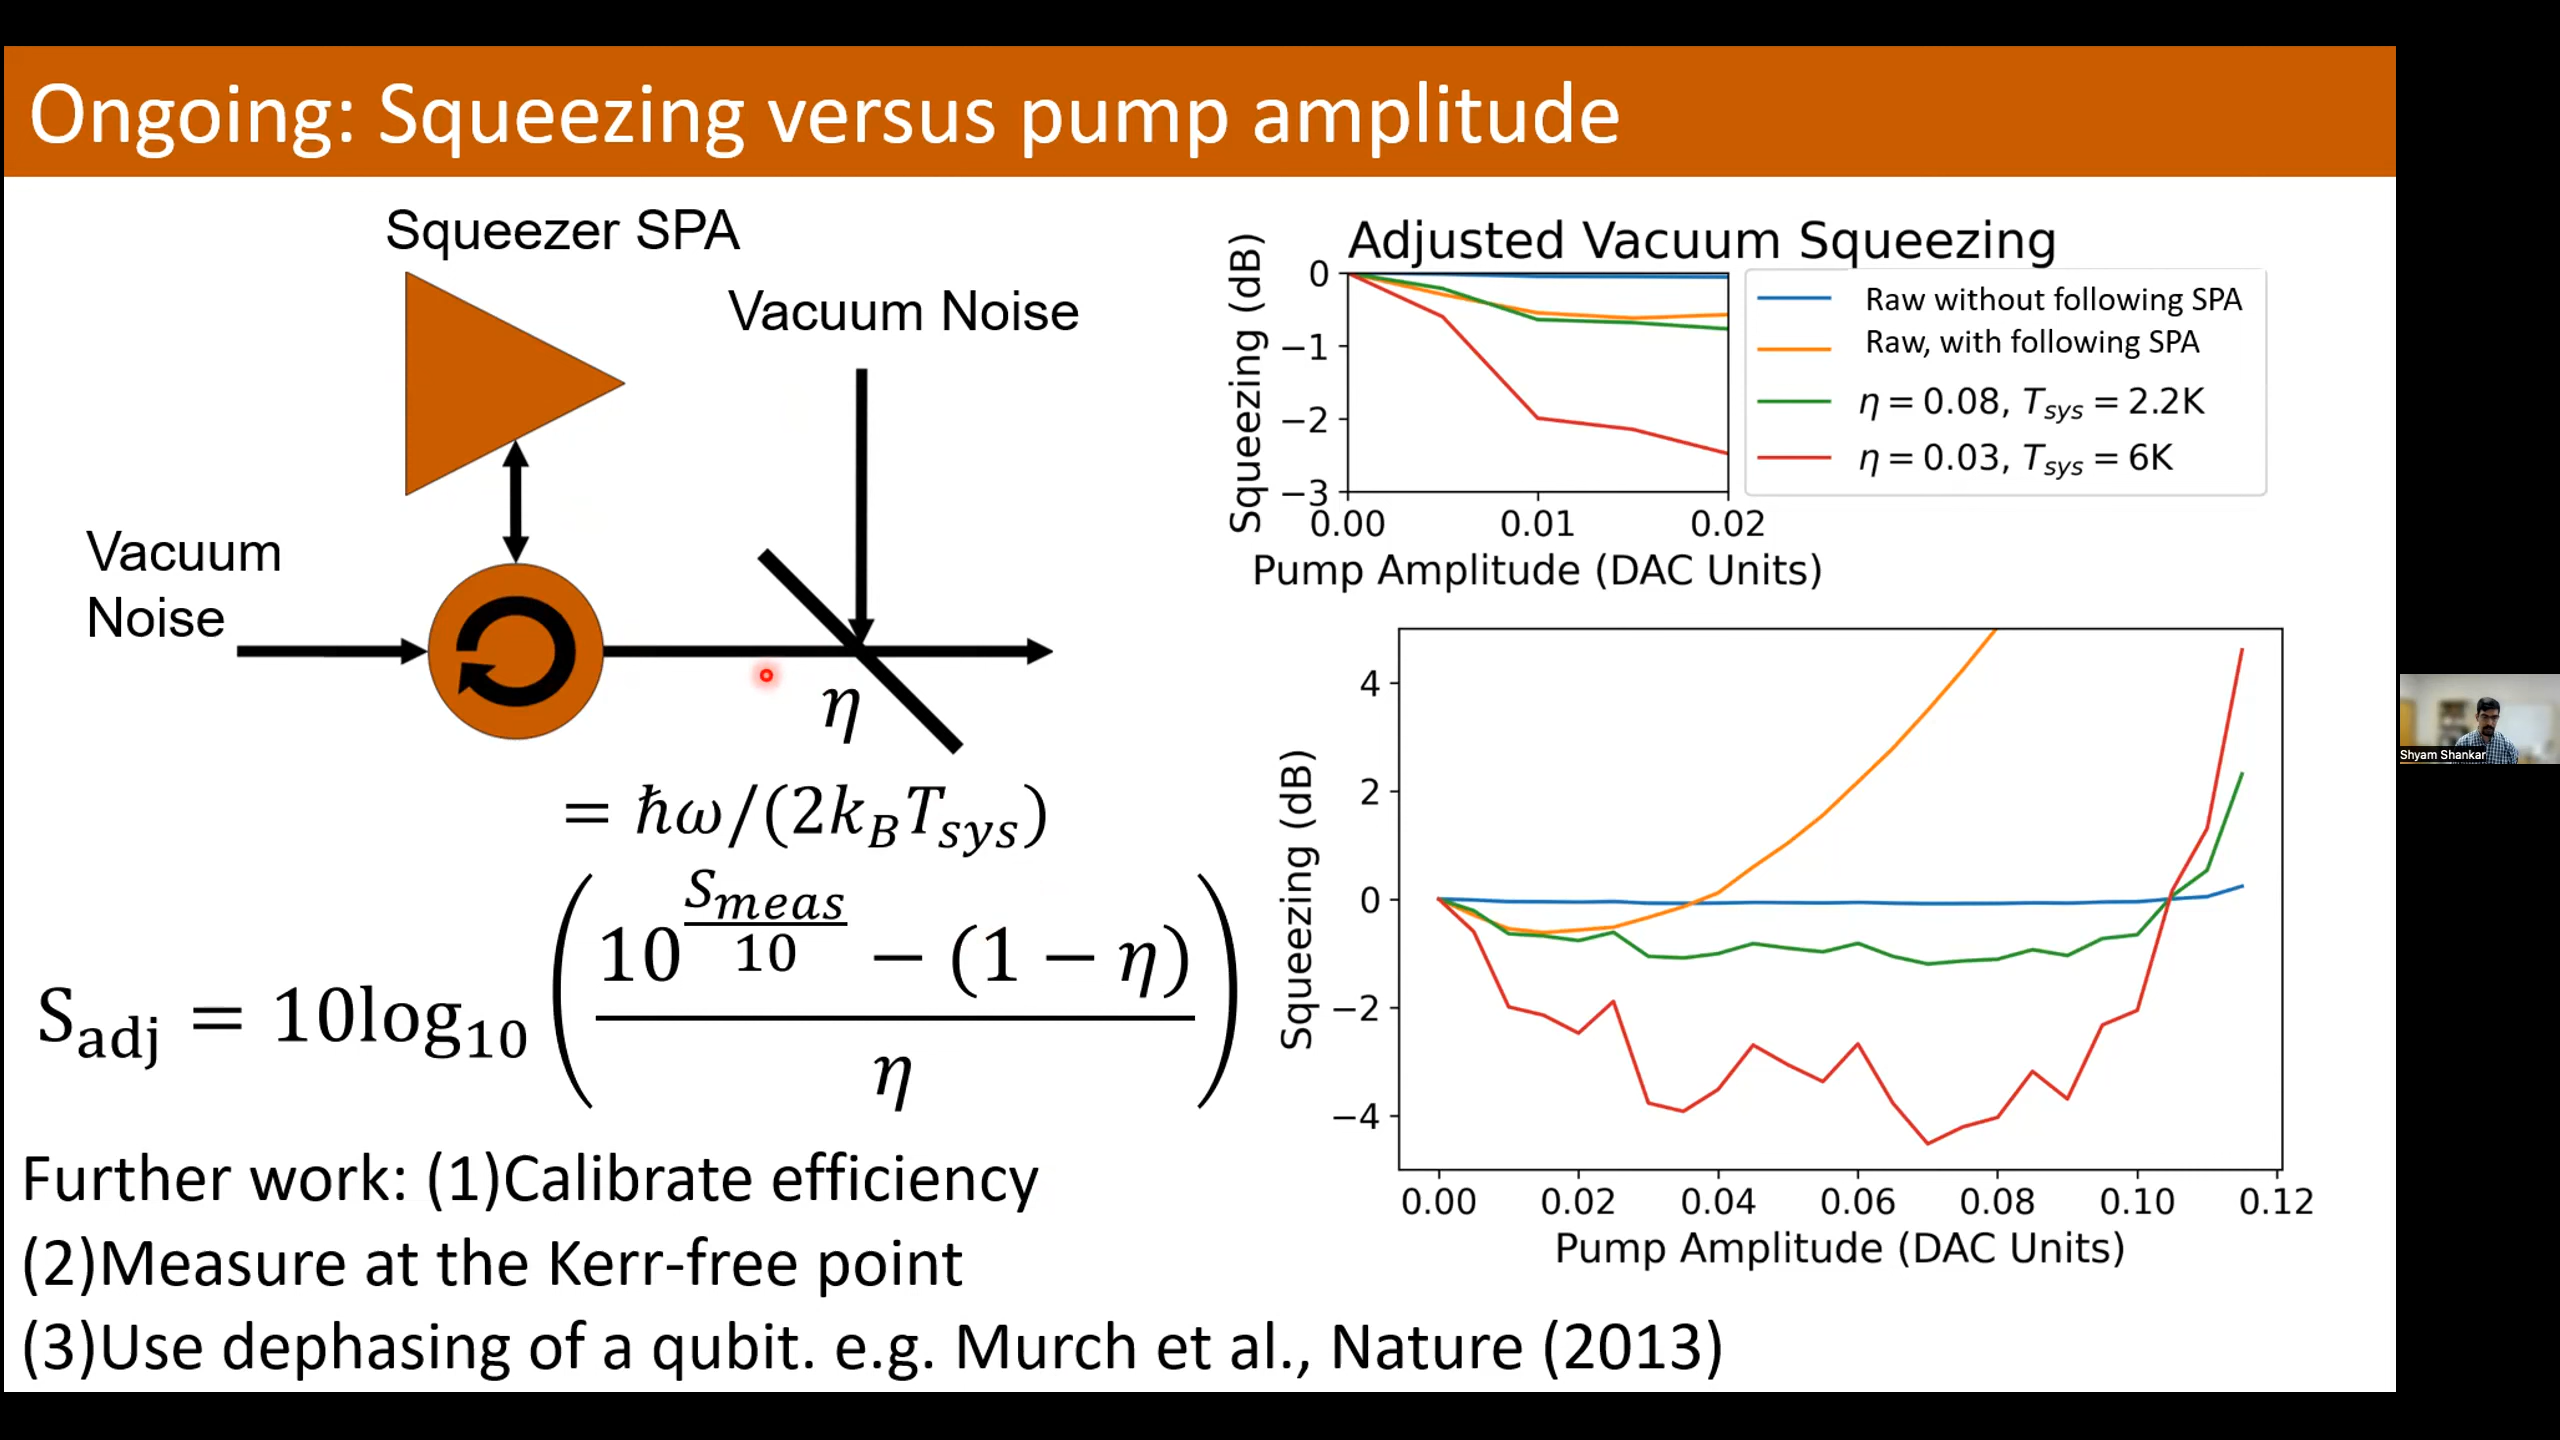 Ongoing: Squeezing versus pump amplitude
Squeezer SPA
Vacuum Noise
Vacuum
Noise
η
= ℏω/(2k_BT_sys)
S_adj = 10log_10 ( (10^(S_meas/10) − (1 − η)) / η )
Further work: (1)Calibrate efficiency
(2)Measure at the Kerr-free point
(3)Use dephasing of a qubit. e.g. Murch et al., Nature (2013)
Adjusted Vacuum Squeezing
Squeezing (dB)
0
−1
−2
−3
0.00 0.01 0.02
Pump Amplitude (DAC Units)
Raw without following SPA
Raw, with following SPA
η = 0.08, T_sys = 2.2K
η = 0.03, T_sys = 6K
Squeezing (dB)
4
2
0
−2
−4
0.00 0.02 0.04 0.06 0.08 0.10 0.12
Pump Amplitude (DAC Units)
Shyam Shankar